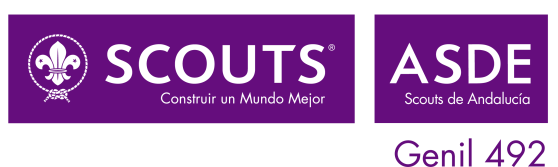 SCOUTS®
Construir un Mundo Mejor
ASDE
Scouts de Andalucía
Genil 492